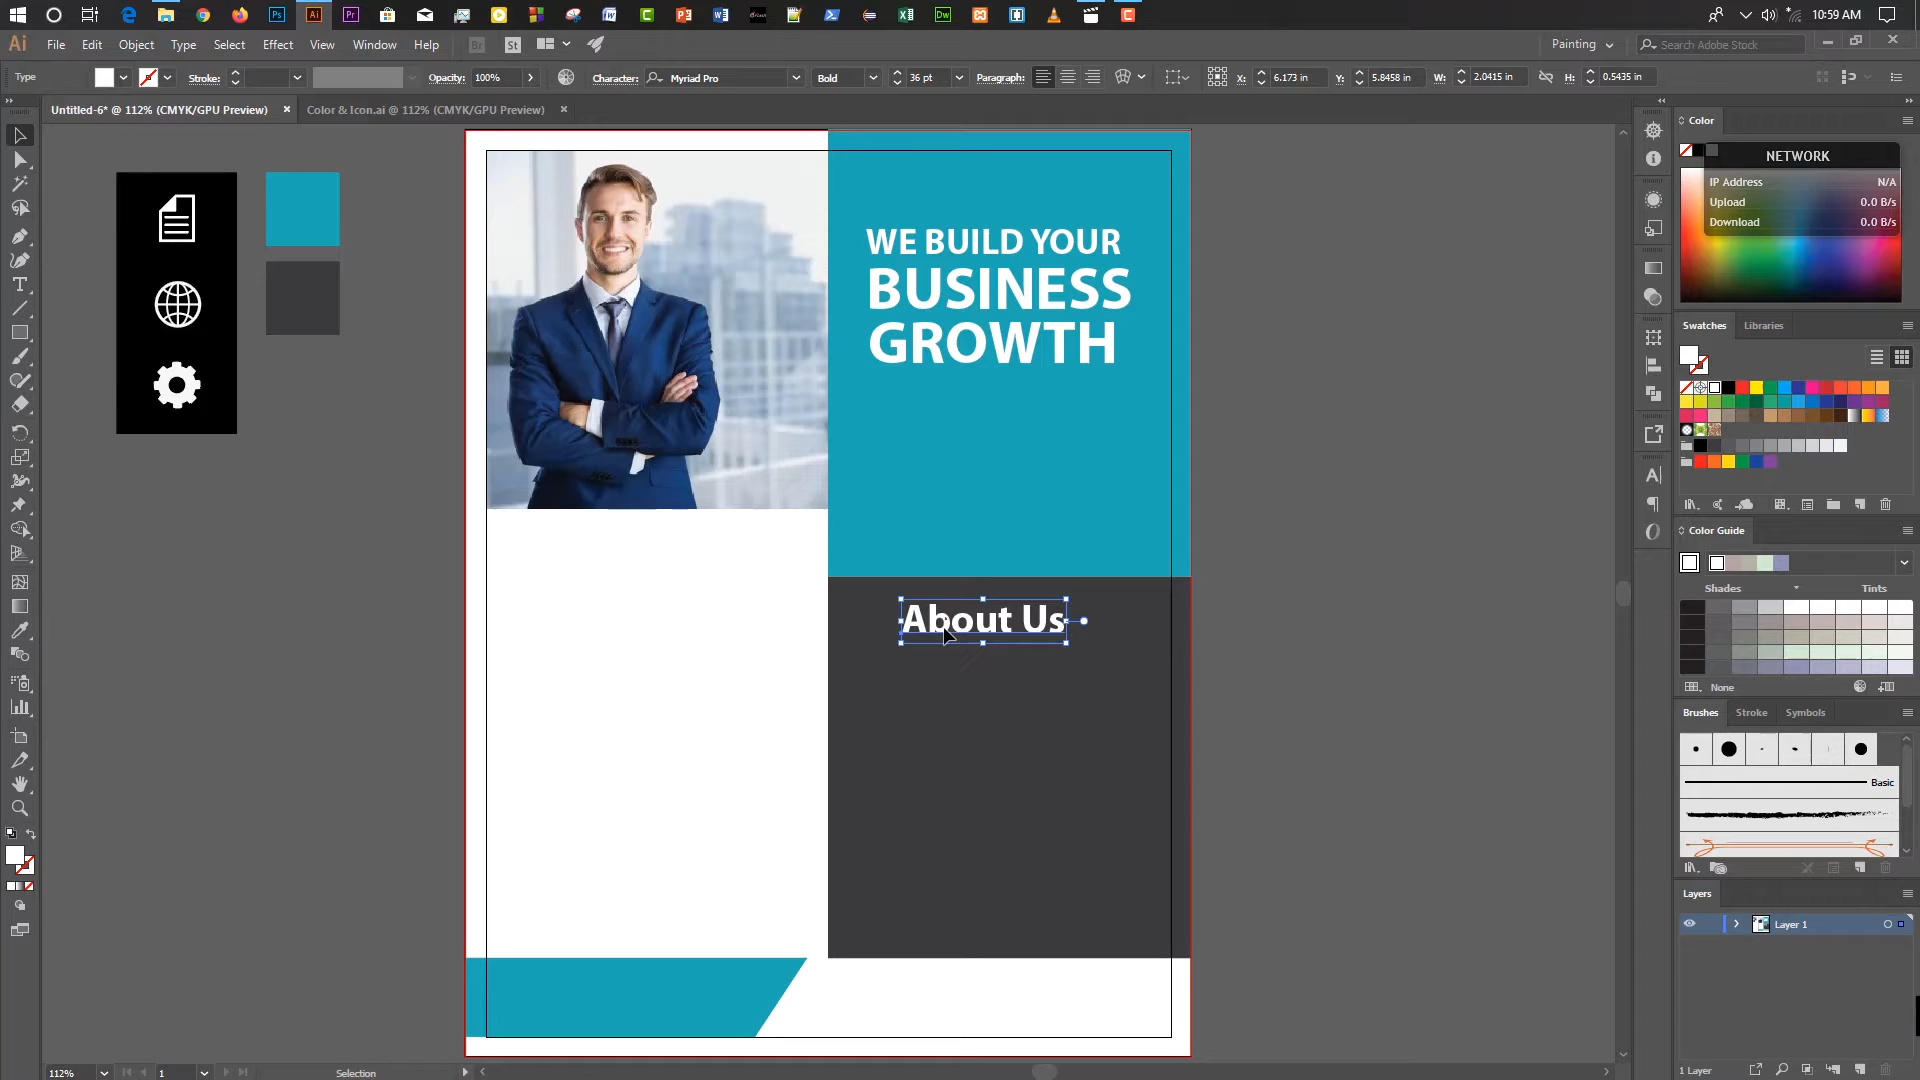 10:59 AM
Ai
File Edit Object Type Select Effect View Window Help
Br St
Painting
Search Adobe Stock
Type
Stroke:
Opacity: 100%
Character: Myriad Pro
Bold
36 pt
Paragraph:
X: 6.173 in
Y: 5.8458 in
W: 2.0415 in
H: 0.5435 in
Untitled-6* @ 112% (CMYK/GPU Preview)
Color & Icon.ai @ 112% (CMYK/GPU Preview)
WE BUILD YOUR
BUSINESS
GROWTH
About Us
Color
NETWORK
IP Address N/A
Upload 0.0 B/s
Download 0.0 B/s
Swatches Libraries
Color Guide
Shades Tints
None
Brushes Stroke Symbols
Basic
Layers
Layer 1
1 Layer
112%
1
Selection